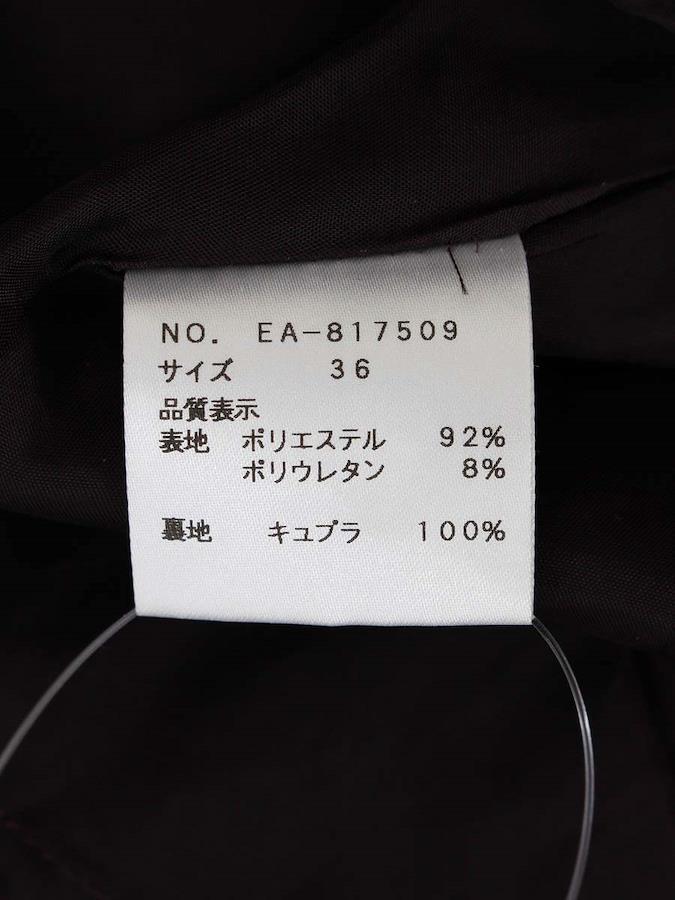 NO. EA-817509
サイズ 36
品質表示
表地 ポリエステル 92%
ポリウレタン 8%
裏地 キュプラ 100%